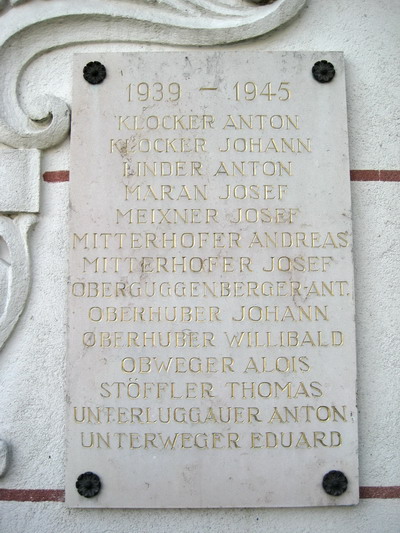 1939 – 1945
KLOCKER ANTON
KLOCKER JOHANN
LINDER ANTON
MARAN JOSEF
MEIXNER JOSEF
MITTERHOFER ANDREAS
MITTERHOFER JOSEF
OBERGUGGENBERGER·ANT.
OBERHUBER JOHANN
OBERHUBER WILLIBALD
OBWEGER ALOIS
STÖFFLER THOMAS
UNTERLUGGAUER ANTON
UNTERWEGER EDUARD